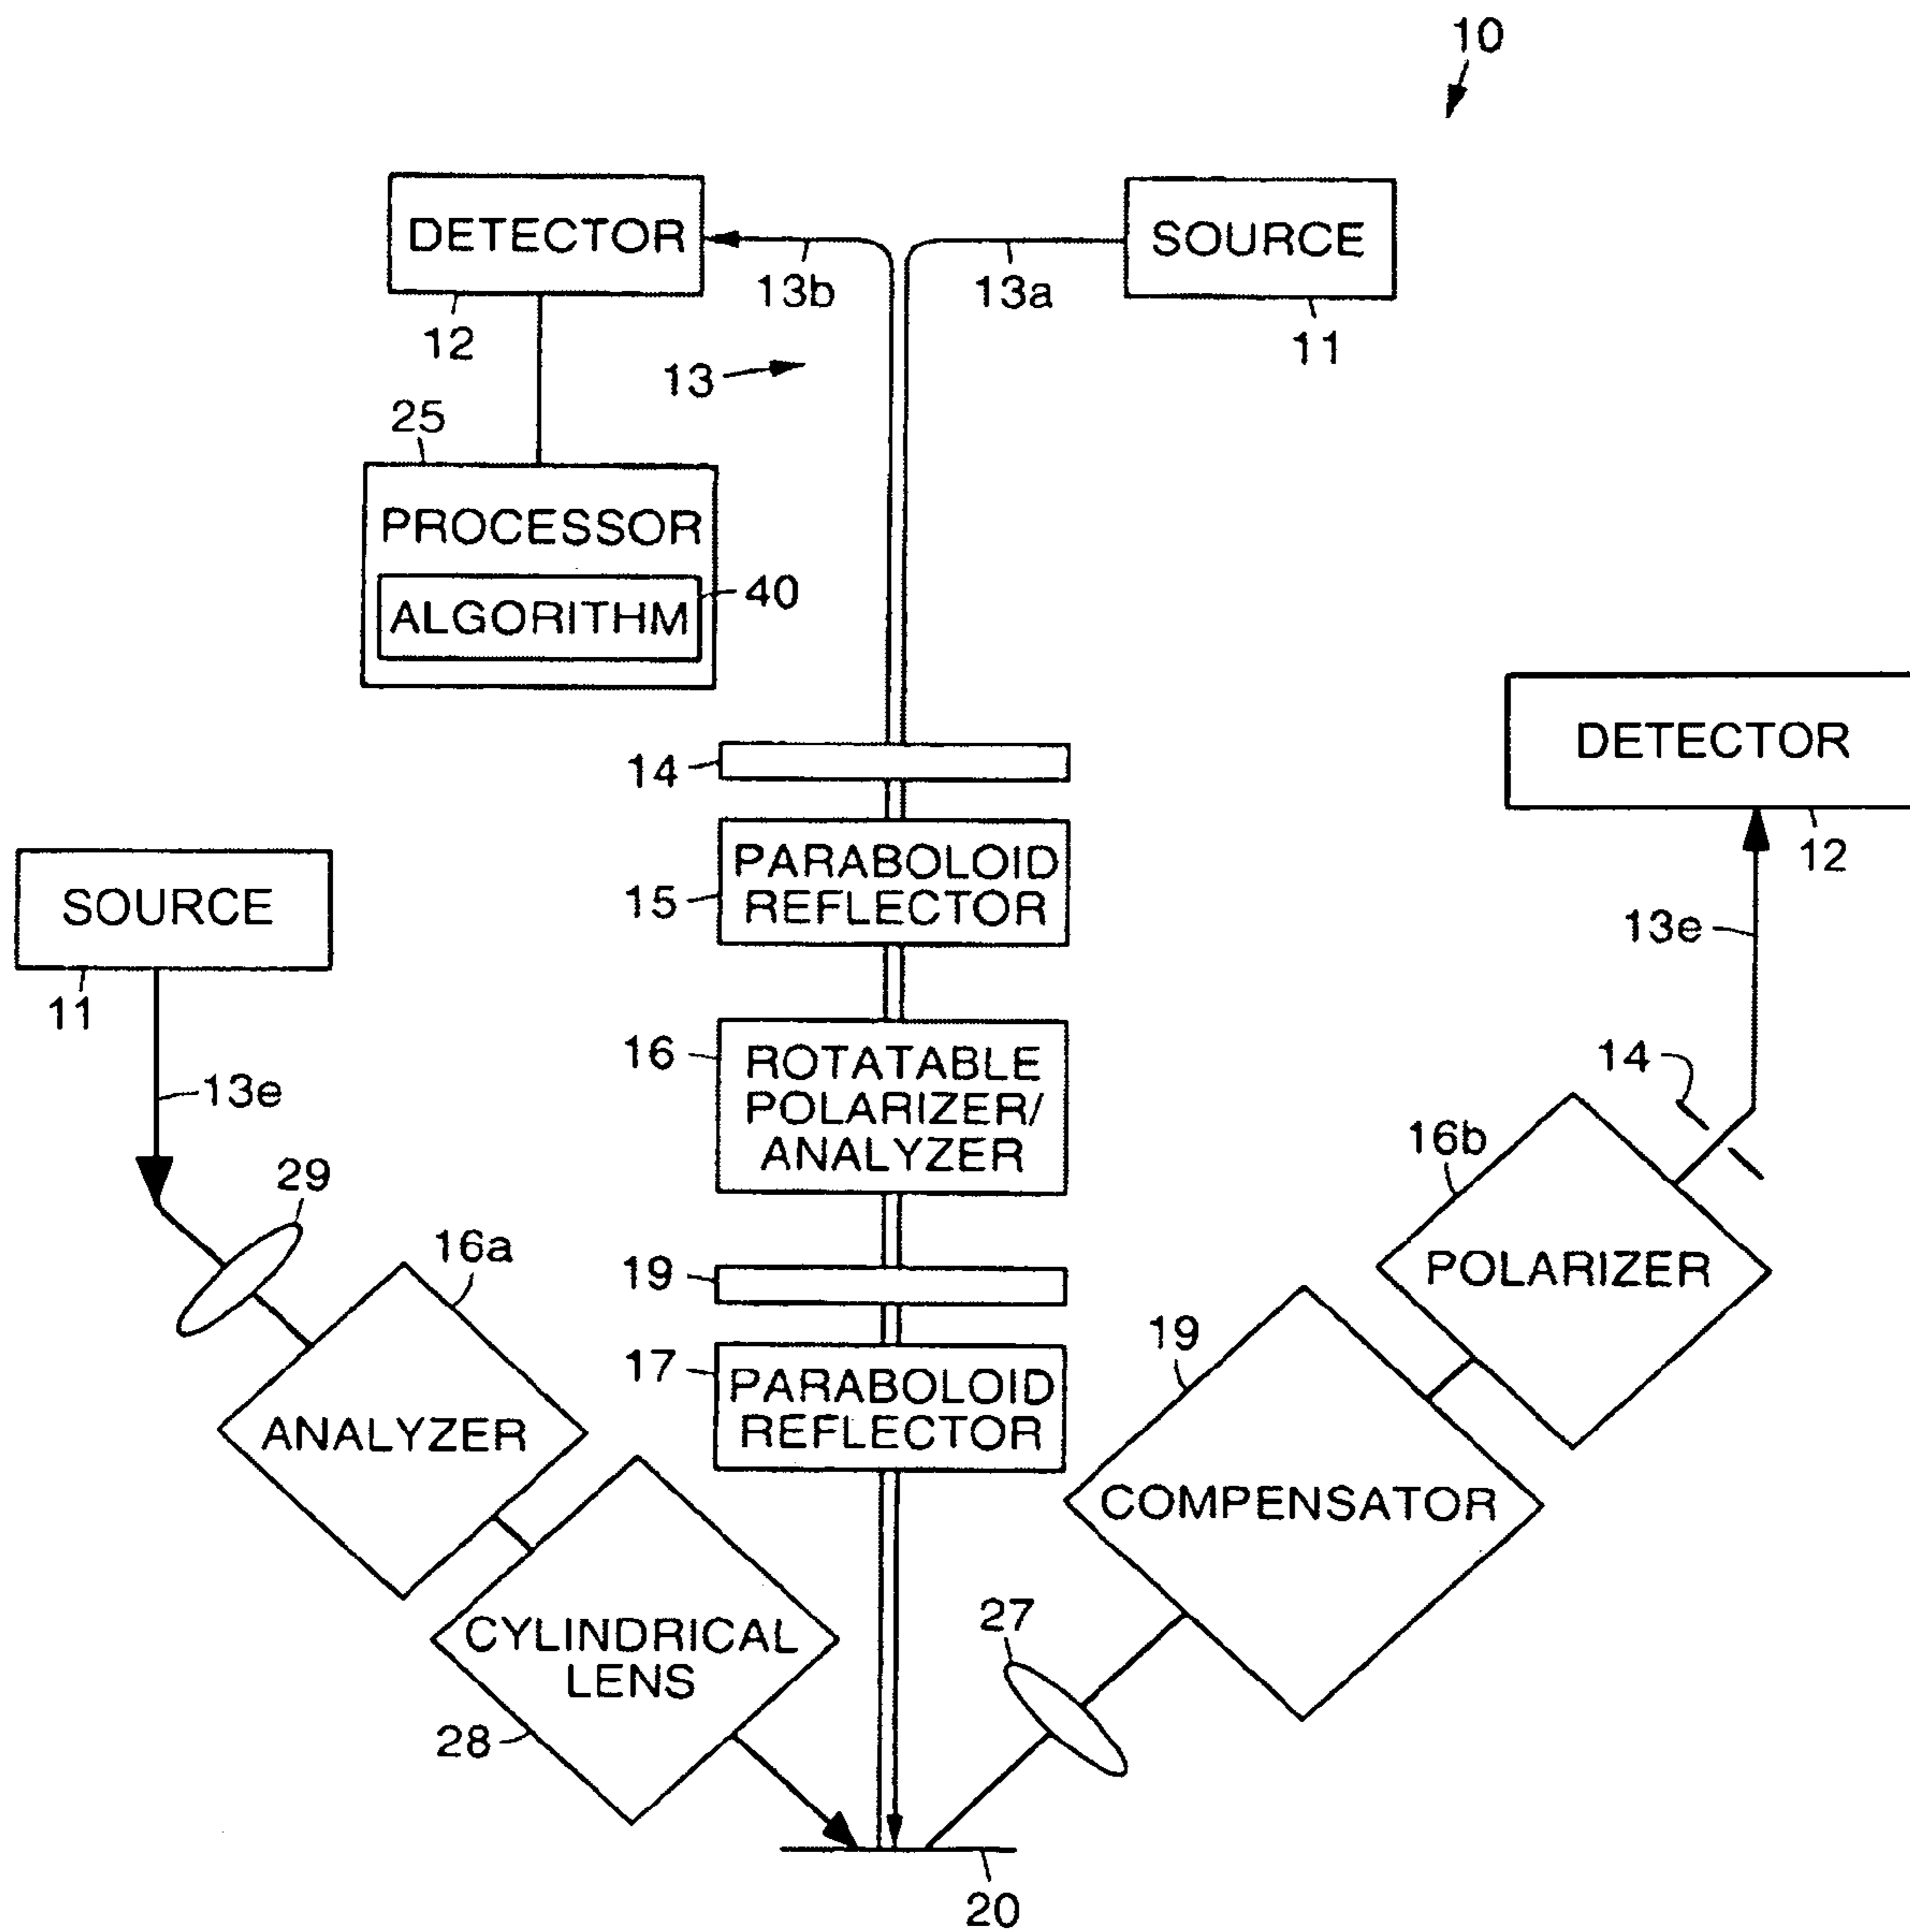 10
DETECTOR
SOURCE
13b
13a
12
11
13
25
PROCESSOR
ALGORITHM
40
14
DETECTOR
12
PARABOLOID
REFLECTOR
15
SOURCE
11
13e
13e
16
ROTATABLE
POLARIZER/
ANALYZER
14
29
16a
16b
POLARIZER
19
19
17
PARABOLOID
REFLECTOR
ANALYZER
COMPENSATOR
27
CYLINDRICAL
LENS
28
20